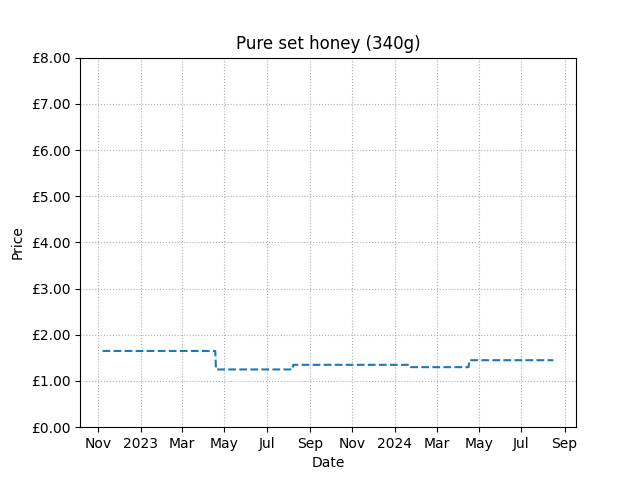 Pure set honey (340g)
£8.00
£7.00
£6.00
£5.00
£4.00
£3.00
£2.00
£1.00
£0.00
Price
Nov 2023 Mar May Jul Sep Nov 2024 Mar May Jul Sep
Date